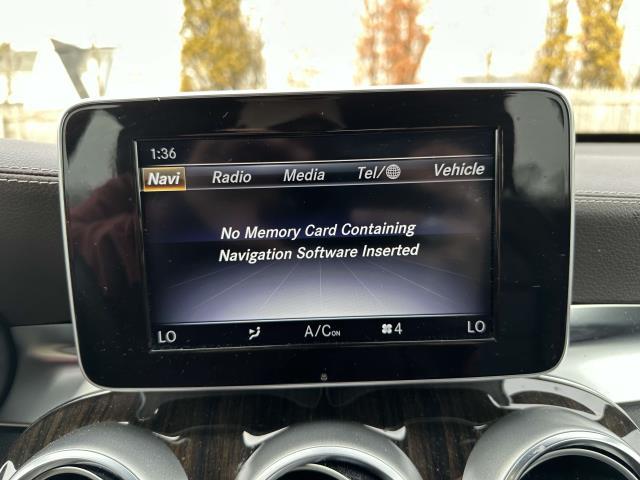 1:36
Navi Radio Media Tel/ Vehicle
No Memory Card Containing
Navigation Software Inserted
LO A/C ON 4 LO